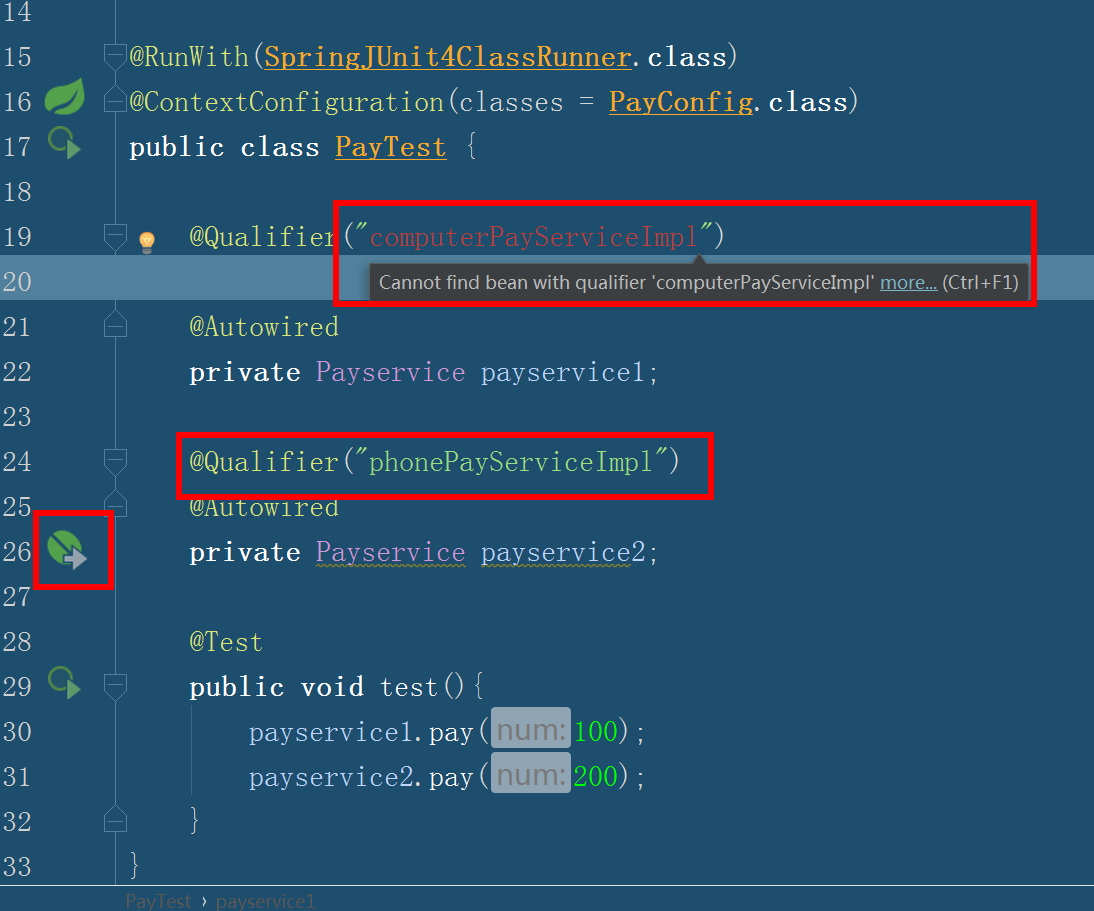 14
15 @RunWith(SpringJUnit4ClassRunner.class)
16 @ContextConfiguration(classes = PayConfig.class)
17 public class PayTest {
18
19 @Qualifier("computerPayServiceImpl")
20 Cannot find bean with qualifier 'computerPayServiceImpl' more... (Ctrl+F1)
21 @Autowired
22 private Payservice payservice1;
23
24 @Qualifier("phonePayServiceImpl")
25 @Autowired
26 private Payservice payservice2;
27
28 @Test
29 public void test(){
30 payservice1.pay(num:100);
31 payservice2.pay(num:200);
32 }
33 }
PayTest › payservice1